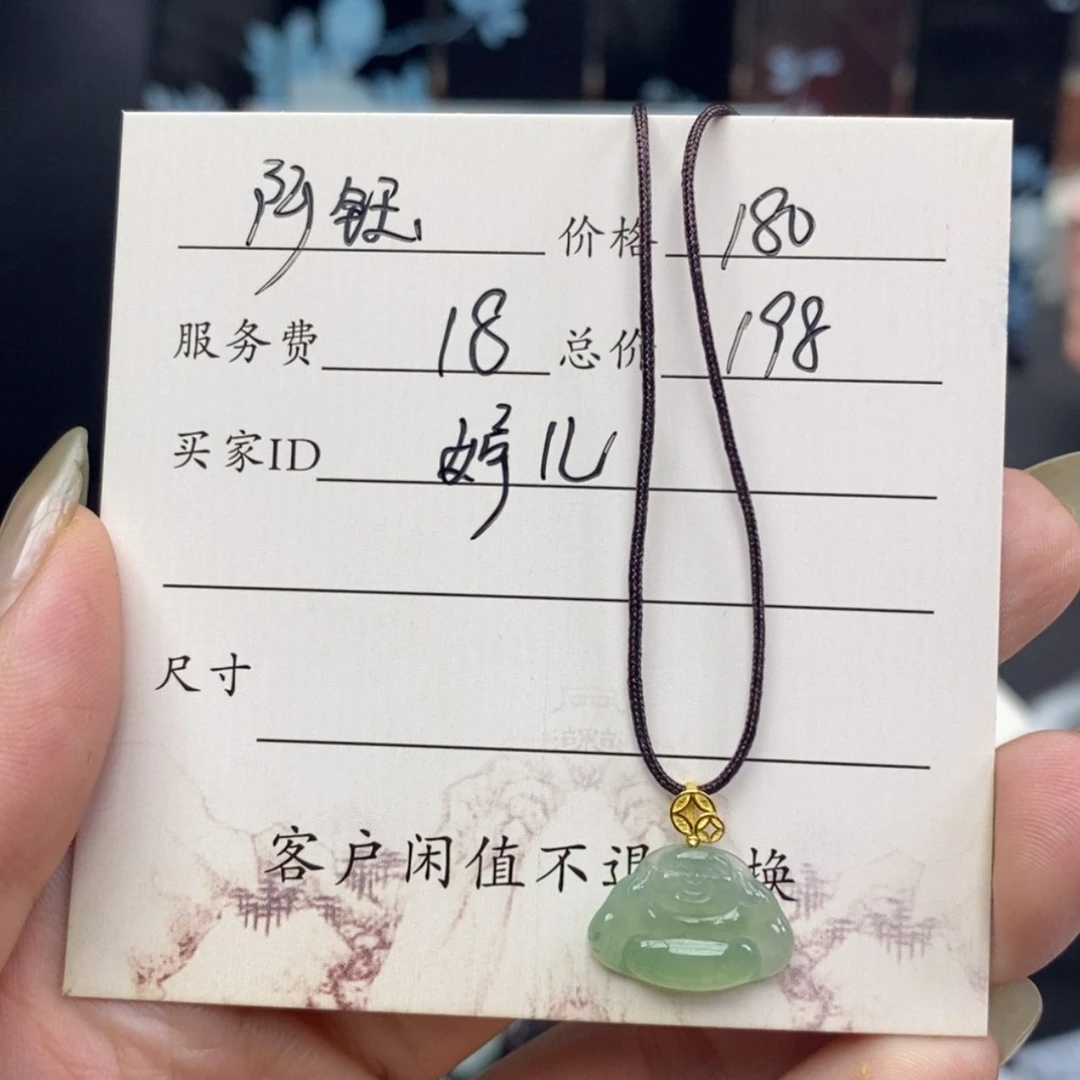 阿 价格 180
服务费 18 总价 198
买家ID 婷儿
尺寸
客户闲值不退 换